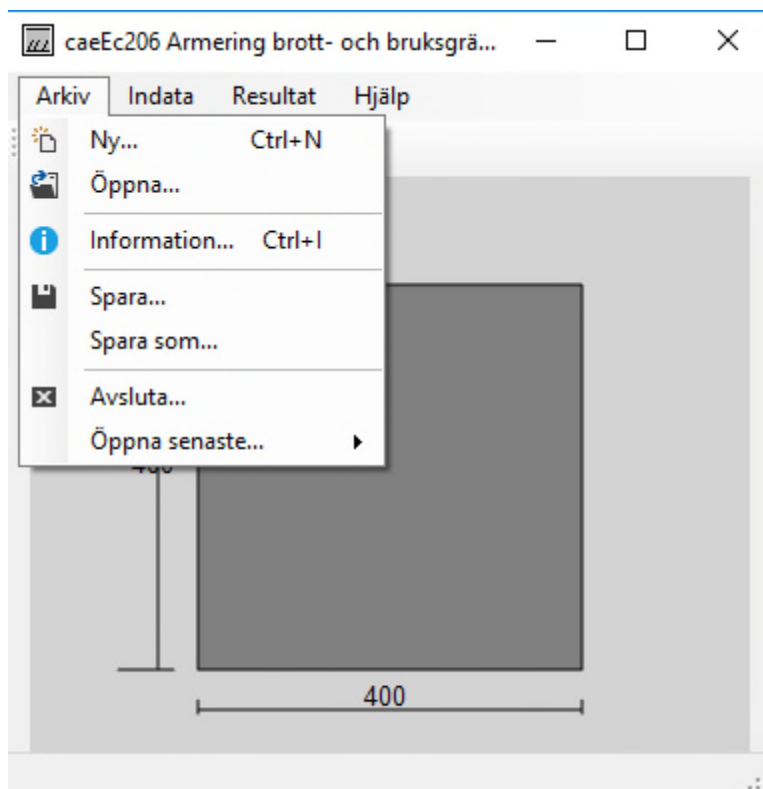 caeEc206 Armering brott- och bruksgrä...
Arkiv Indata Resultat Hjälp
Ny... Ctrl+N
Öppna...
Information... Ctrl+I
Spara...
Spara som...
Avsluta...
Öppna senaste...
400